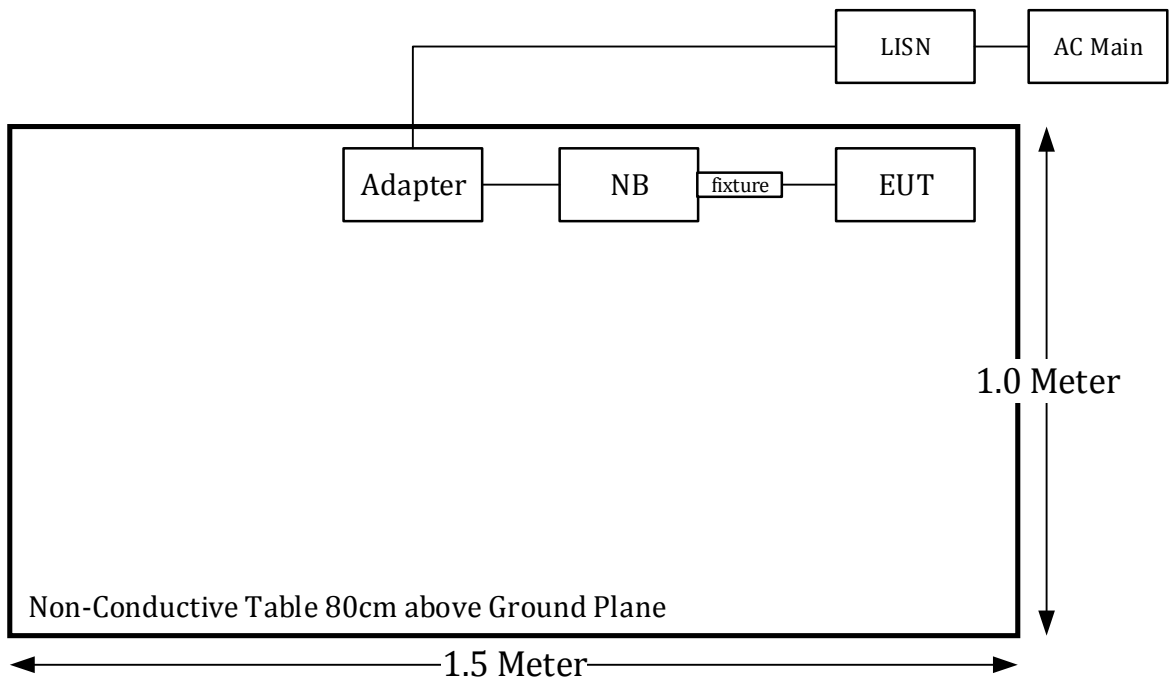 LISN
AC Main
Adapter
NB
fixture
EUT
1.0 Meter
Non-Conductive Table 80cm above Ground Plane
1.5 Meter